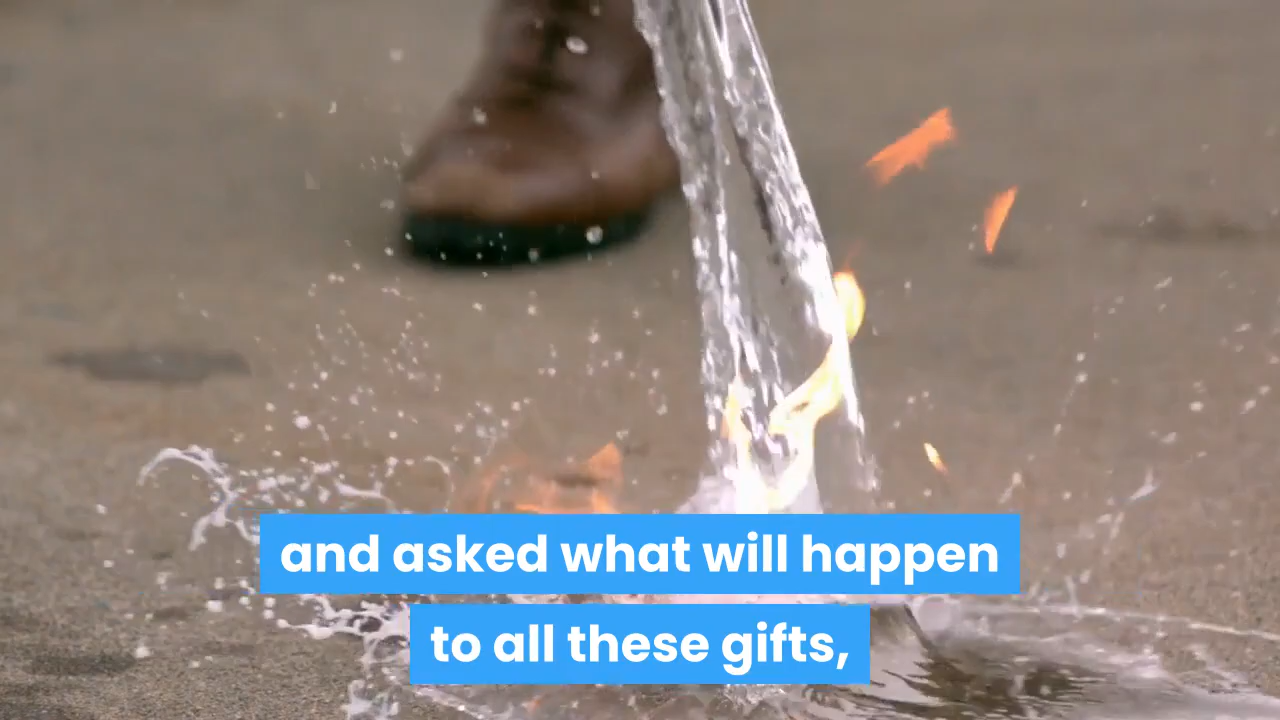 and asked what will happen
to all these gifts,